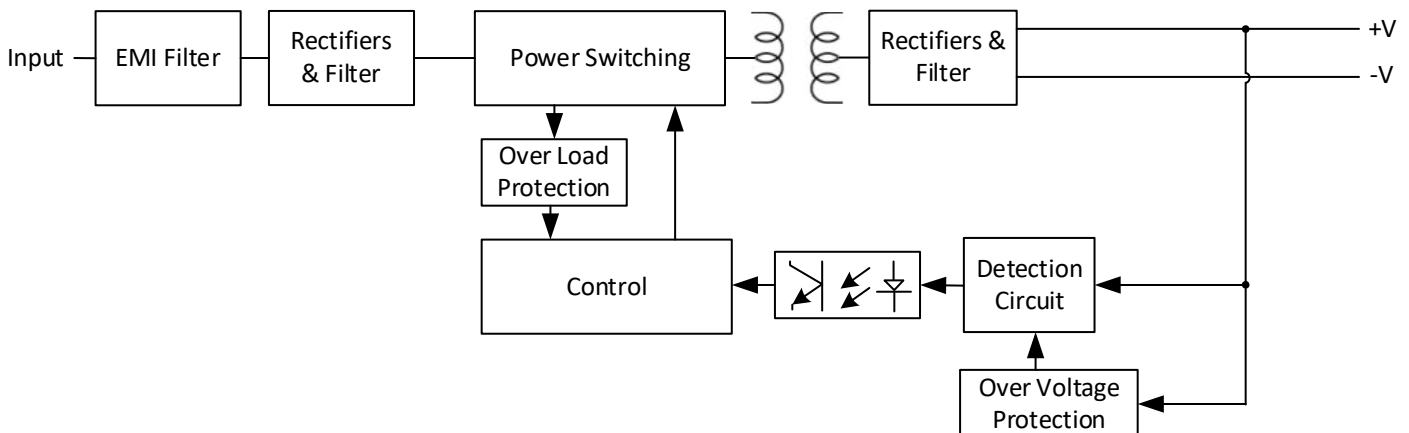 Input
EMI Filter
Rectifiers
& Filter
Power Switching
Rectifiers &
Filter
+V
-V
Over Load
Protection
Control
Detection
Circuit
Over Voltage
Protection